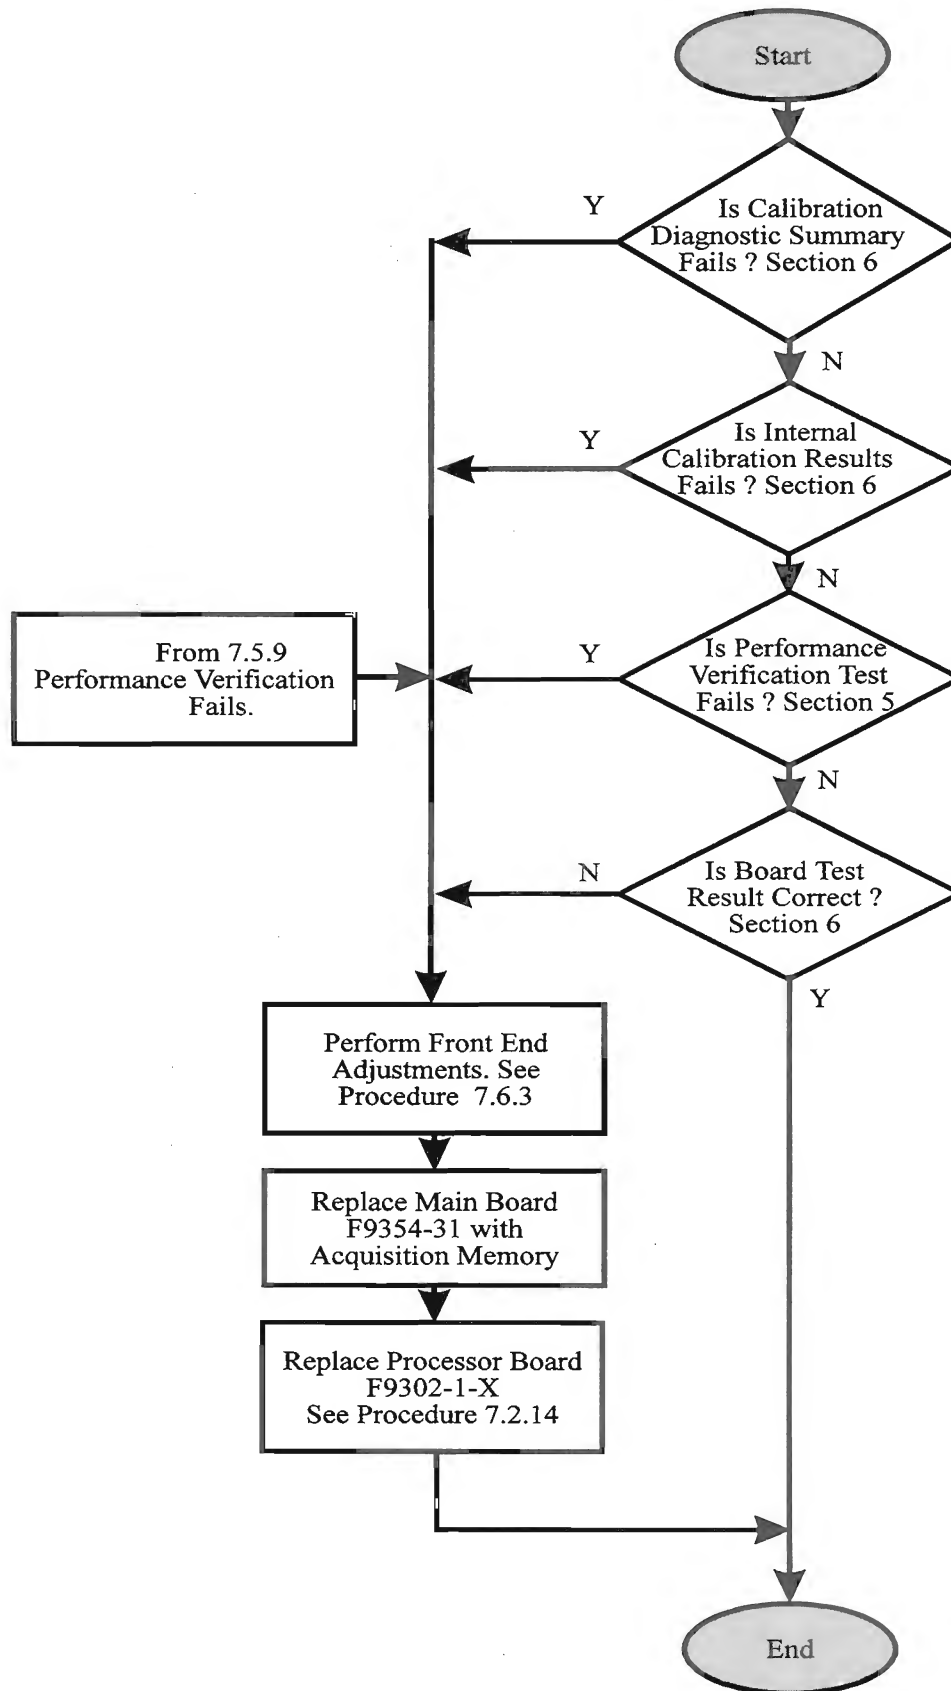 Start
Y
Is Calibration
Diagnostic Summary
Fails ? Section 6
N
Y
Is Internal
Calibration Results
Fails ? Section 6
N
From 7.5.9
Performance Verification
Fails.
Y
Is Performance
Verification Test
Fails ? Section 5
N
N
Is Board Test
Result Correct ?
Section 6
Y
Perform Front End
Adjustments. See
Procedure 7.6.3
Replace Main Board
F9354-31 with
Acquisition Memory
Replace Processor Board
F9302-1-X
See Procedure 7.2.14
End